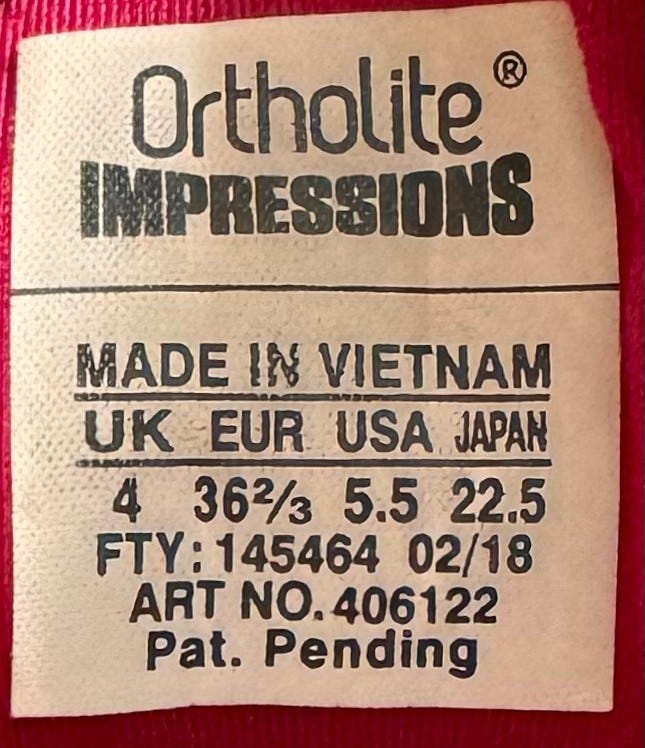 Ortholite®
IMPRESSIONS
MADE IN VIETNAM
UK EUR USA JAPAN
4 36⅔ 5.5 22.5
FTY:145464 02/18
ART NO.406122
Pat. Pending